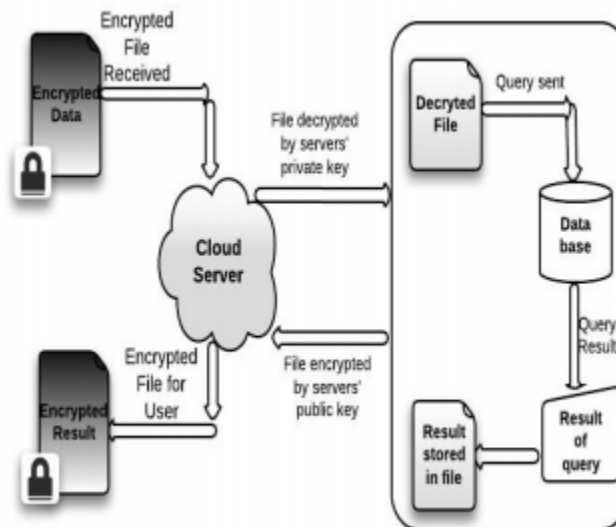 Encrypted
File
Received
Encrypted
Data
File decrypted
by servers'
private key
Query sent
Decryted
File
Cloud
Server
Data
base
Query
Result
File encrypted
by servers'
public key
Encrypted
File for
User
Encrypted
Result
Result
stored
in file
Result
of
query